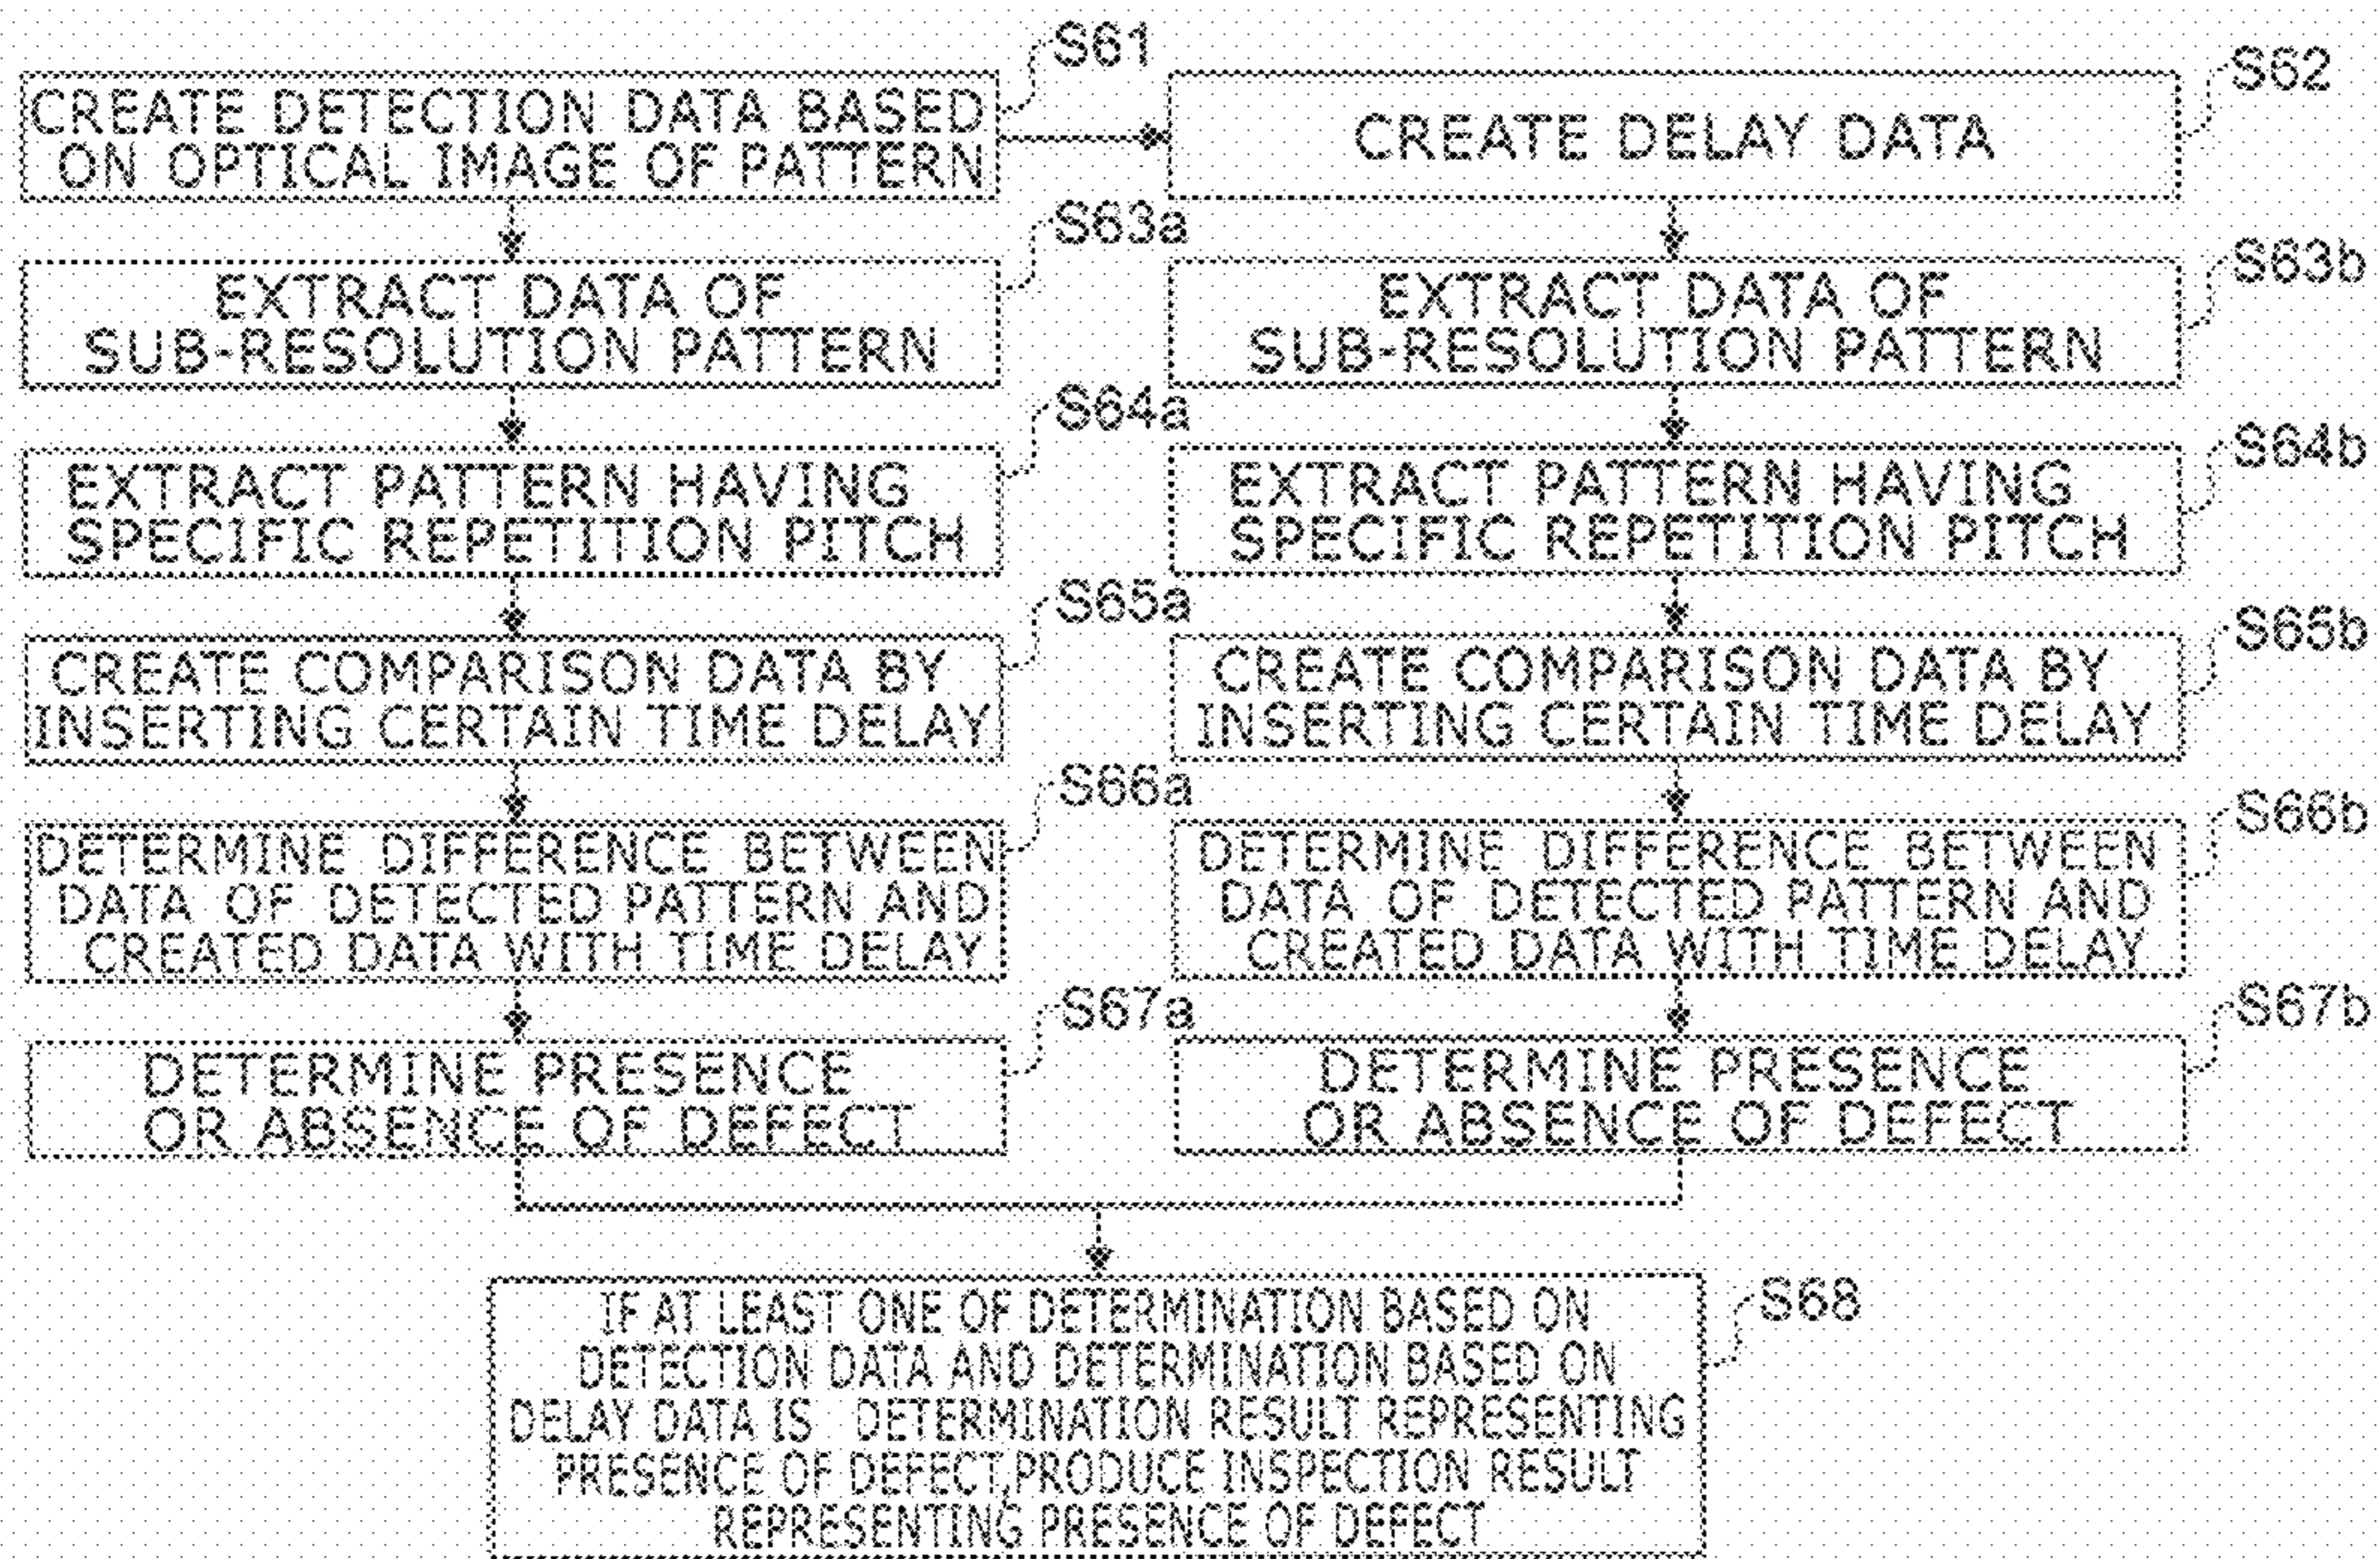 S61
CREATE DETECTION DATA BASED
ON OPTICAL IMAGE OF PATTERN
S62
CREATE DELAY DATA
S63a
EXTRACT DATA OF
SUB-RESOLUTION PATTERN
S63b
EXTRACT DATA OF
SUB-RESOLUTION PATTERN
S64a
EXTRACT PATTERN HAVING
SPECIFIC REPETITION PITCH
S64b
EXTRACT PATTERN HAVING
SPECIFIC REPETITION PITCH
S65a
CREATE COMPARISON DATA BY
INSERTING CERTAIN TIME DELAY
S65b
CREATE COMPARISON DATA BY
INSERTING CERTAIN TIME DELAY
S66a
DETERMINE DIFFERENCE BETWEEN
DATA OF DETECTED PATTERN AND
CREATED DATA WITH TIME DELAY
S66b
DETERMINE DIFFERENCE BETWEEN
DATA OF DETECTED PATTERN AND
CREATED DATA WITH TIME DELAY
S67a
DETERMINE PRESENCE
OR ABSENCE OF DEFECT
S67b
DETERMINE PRESENCE
OR ABSENCE OF DEFECT
S68
IF AT LEAST ONE OF DETERMINATION BASED ON
DETECTION DATA AND DETERMINATION BASED ON
DELAY DATA IS DETERMINATION RESULT REPRESENTING
PRESENCE OF DEFECT,PRODUCE INSPECTION RESULT
REPRESENTING PRESENCE OF DEFECT